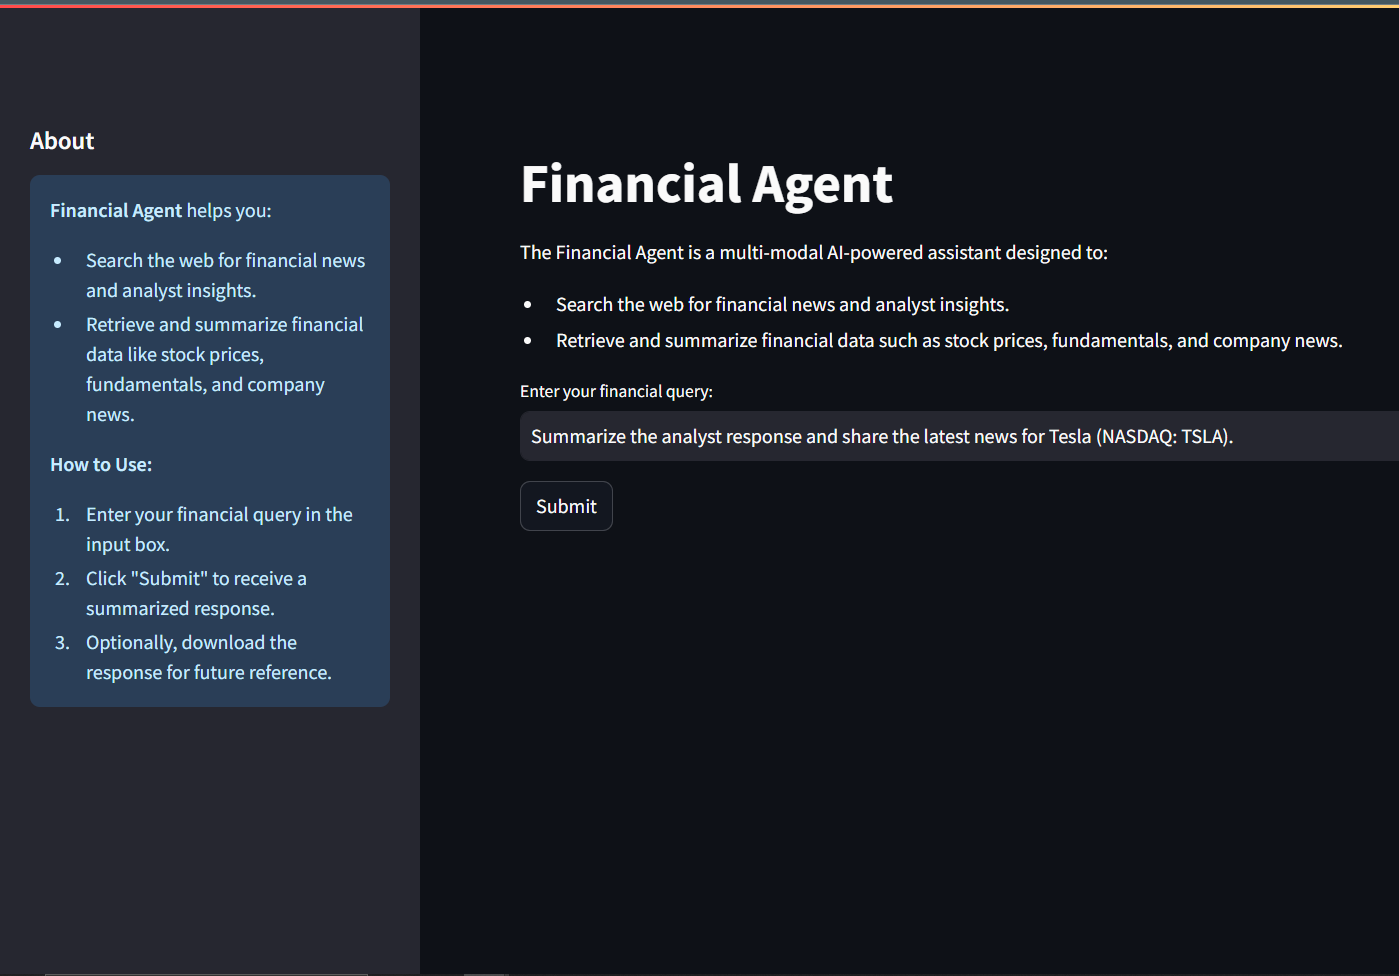 About
Financial Agent helps you:
• Search the web for financial news
and analyst insights.
• Retrieve and summarize financial
data like stock prices,
fundamentals, and company
news.
How to Use:
1. Enter your financial query in the
input box.
2. Click "Submit" to receive a
summarized response.
3. Optionally, download the
response for future reference.
Financial Agent
The Financial Agent is a multi-modal AI-powered assistant designed to:
• Search the web for financial news and analyst insights.
• Retrieve and summarize financial data such as stock prices, fundamentals, and company news.
Enter your financial query:
Summarize the analyst response and share the latest news for Tesla (NASDAQ: TSLA).
Submit